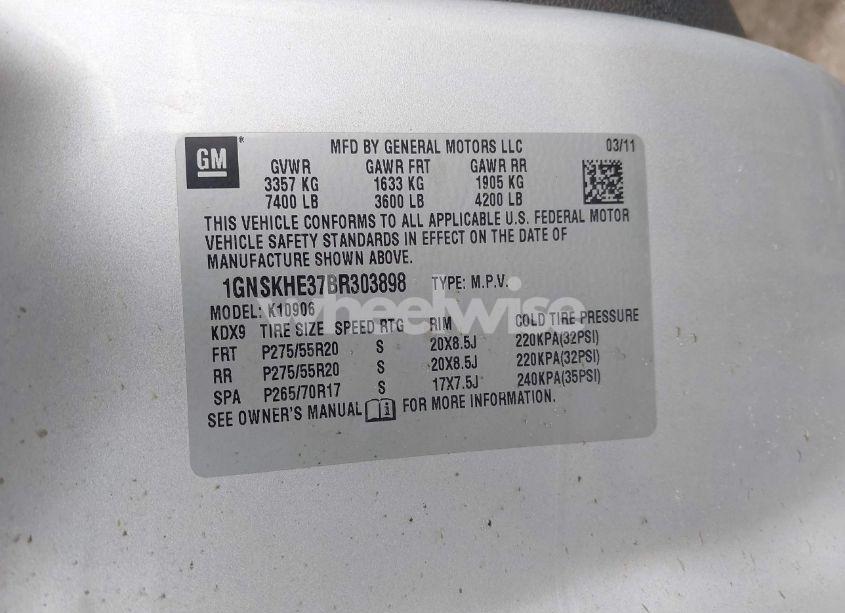 GM
MFD BY GENERAL MOTORS LLC 03/11
GVWR GAWR FRT GAWR RR
3357 KG 1633 KG 1905 KG
7400 LB 3600 LB 4200 LB
THIS VEHICLE CONFORMS TO ALL APPLICABLE U.S. FEDERAL MOTOR
VEHICLE SAFETY STANDARDS IN EFFECT ON THE DATE OF
MANUFACTURE SHOWN ABOVE.
1GNSKHE37BR303898 TYPE: M.P.V.
MODEL: K10906
KDX9 TIRE SIZE SPEED RTG RIM COLD TIRE PRESSURE
FRT P275/55R20 S 20X8.5J 220KPA(32PSI)
RR P275/55R20 S 20X8.5J 220KPA(32PSI)
SPA P265/70R17 S 17X7.5J 240KPA(35PSI)
SEE OWNER'S MANUAL i FOR MORE INFORMATION.
wheelwise